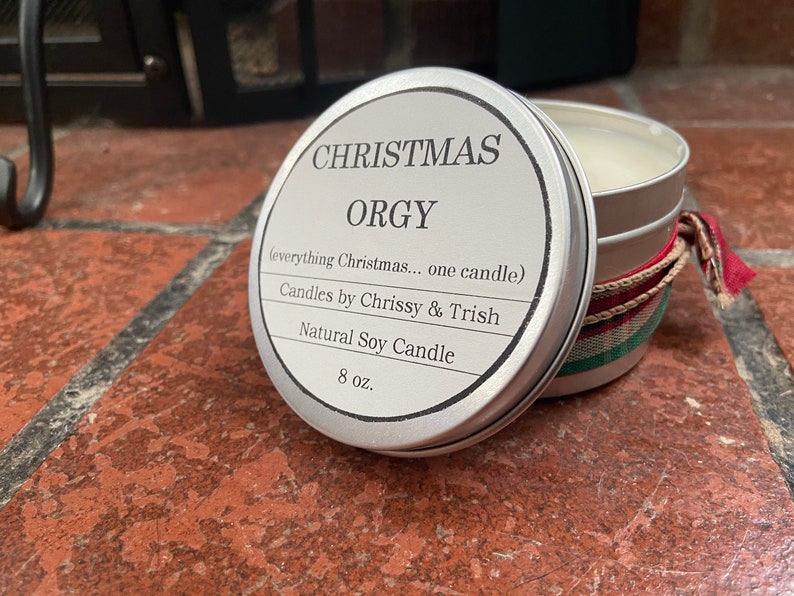 CHRISTMAS
ORGY
(everything Christmas... one candle)
Candles by Chrissy & Trish
Natural Soy Candle
8 oz.